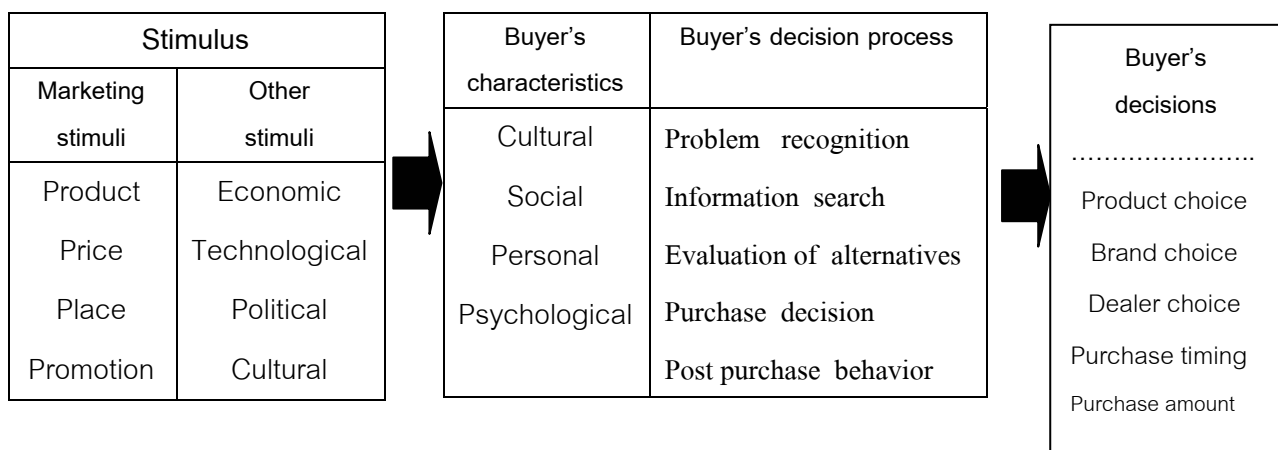 Stimulus
Marketing
stimuli
Other
stimuli
Product
Price
Place
Promotion
Economic
Technological
Political
Cultural
Buyer’s
characteristics
Buyer’s decision process
Cultural
Social
Personal
Psychological
Problem recognition
Information search
Evaluation of alternatives
Purchase decision
Post purchase behavior
Buyer’s
decisions
…………………..
Product choice
Brand choice
Dealer choice
Purchase timing
Purchase amount